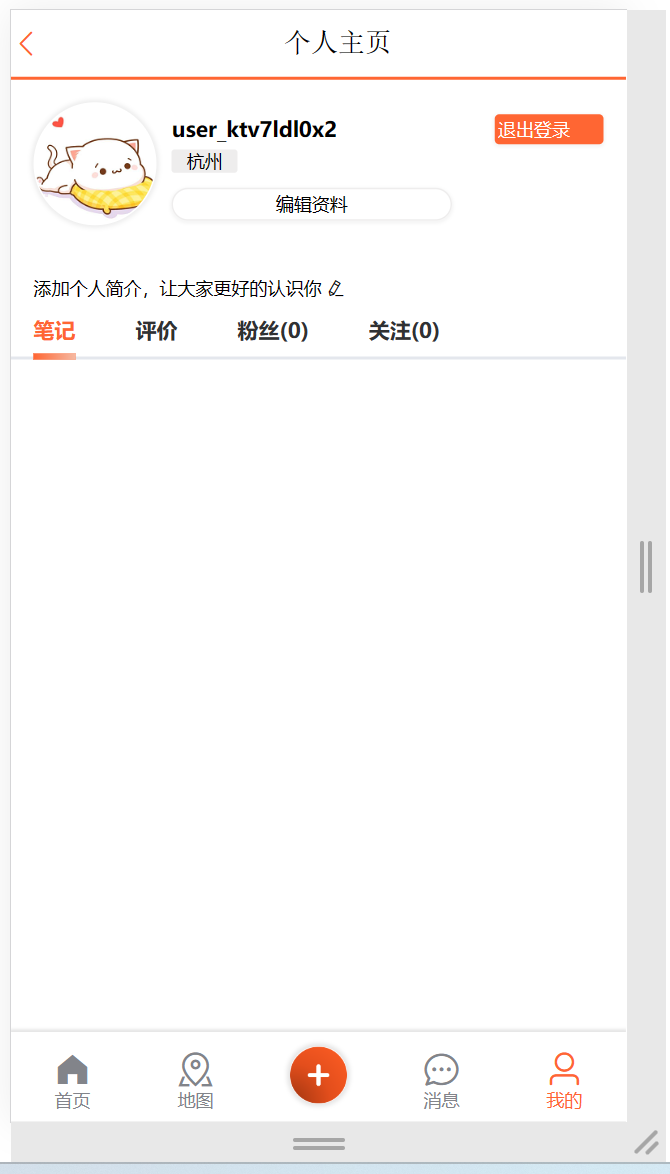 个人主页
user_ktv7ldl0x2
退出登录
杭州
编辑资料
添加个人简介，让大家更好的认识你
笔记 评价 粉丝(0) 关注(0)
首页 地图 消息 我的